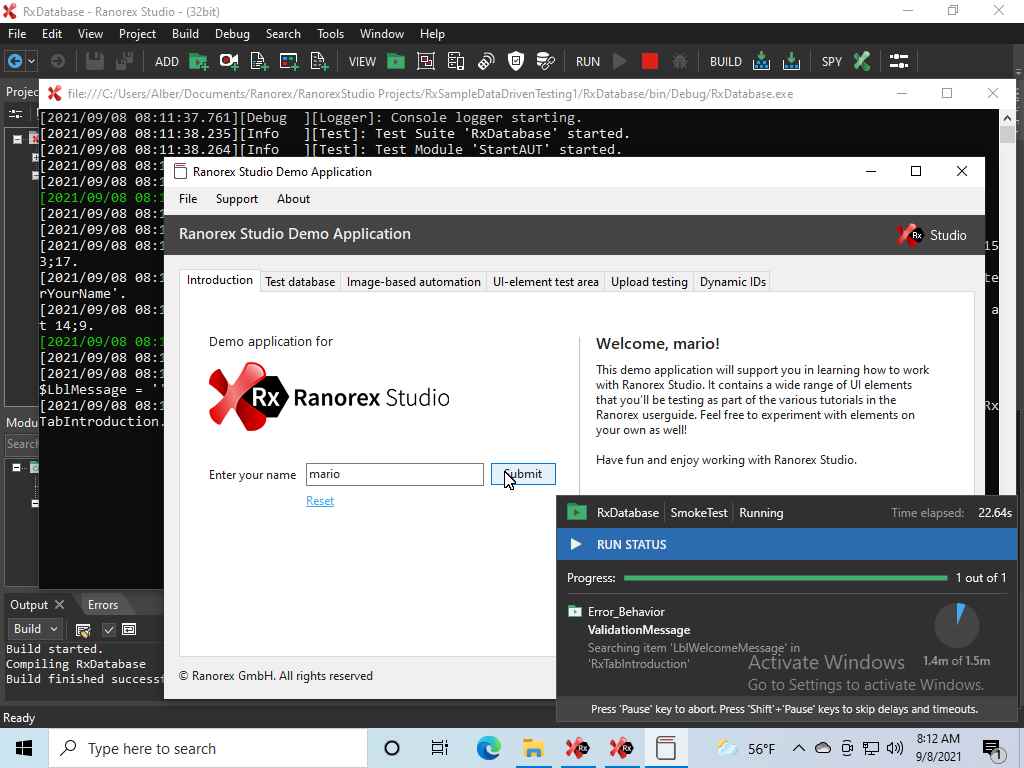 RxDatabase - Ranorex Studio - (32bit)
File Edit View Project Build Debug Search Tools Window Help
ADD VIEW RUN BUILD SPY
file:///C:/Users/Alber/Documents/Ranorex/RanorexStudio Projects/RxSampleDataDrivenTesting1/RxDatabase/bin/Debug/RxDatabase.exe
[2021/09/08 08:11:37.761][Debug ][Logger]: Console logger starting.
[2021/09/08 08:11:38.235][Info ][Test]: Test Suite 'RxDatabase' started.
[2021/09/08 08:11:38.264][Info ][Test]: Test Module 'StartAUT' started.
[2021/09/08 08:1
[2021/09/08 08:1
[2021/09/08 08:1
[2021/09/08 08:1
[2021/09/08 08:1
[2021/09/08 08:1
15
3;17.
[2021/09/08 08:1
te
rYourName'.
[2021/09/08 08:1
a
t 14;9.
[2021/09/08 08:1
[2021/09/08 08:1
[2021/09/08 08:1
$LblMessage = '
[2021/09/08 08:1
Rx
TabIntroduction.
Ranorex Studio Demo Application
File Support About
Ranorex Studio Demo Application
Rx Studio
Introduction Test database Image-based automation UI-element test area Upload testing Dynamic IDs
Demo application for
Rx Ranorex Studio
Enter your name mario Submit
Reset
Welcome, mario!
This demo application will support you in learning how to work
with Ranorex Studio. It contains a wide range of UI elements
that you'll be testing as part of the various tutorials in the
Ranorex userguide. Feel free to experiment with elements on
your own as well!
Have fun and enjoy working with Ranorex Studio.
© Ranorex GmbH. All rights reserved
RxDatabase SmokeTest Running Time elapsed: 22.64s
RUN STATUS
Progress: 1 out of 1
Error_Behavior
ValidationMessage
Searching item 'LblWelcomeMessage' in
'RxTabIntroduction'
1.4m of 1.5m
Activate Windows
Go to Settings to activate Windows.
Press 'Pause' key to abort. Press 'Shift'+'Pause' keys to skip delays and timeouts.
Projec
Modu
Search
Output Errors
Build
Build started.
Compiling RxDatabase
Build finished successf
Ready
Type here to search
56°F
8:12 AM
9/8/2021
1